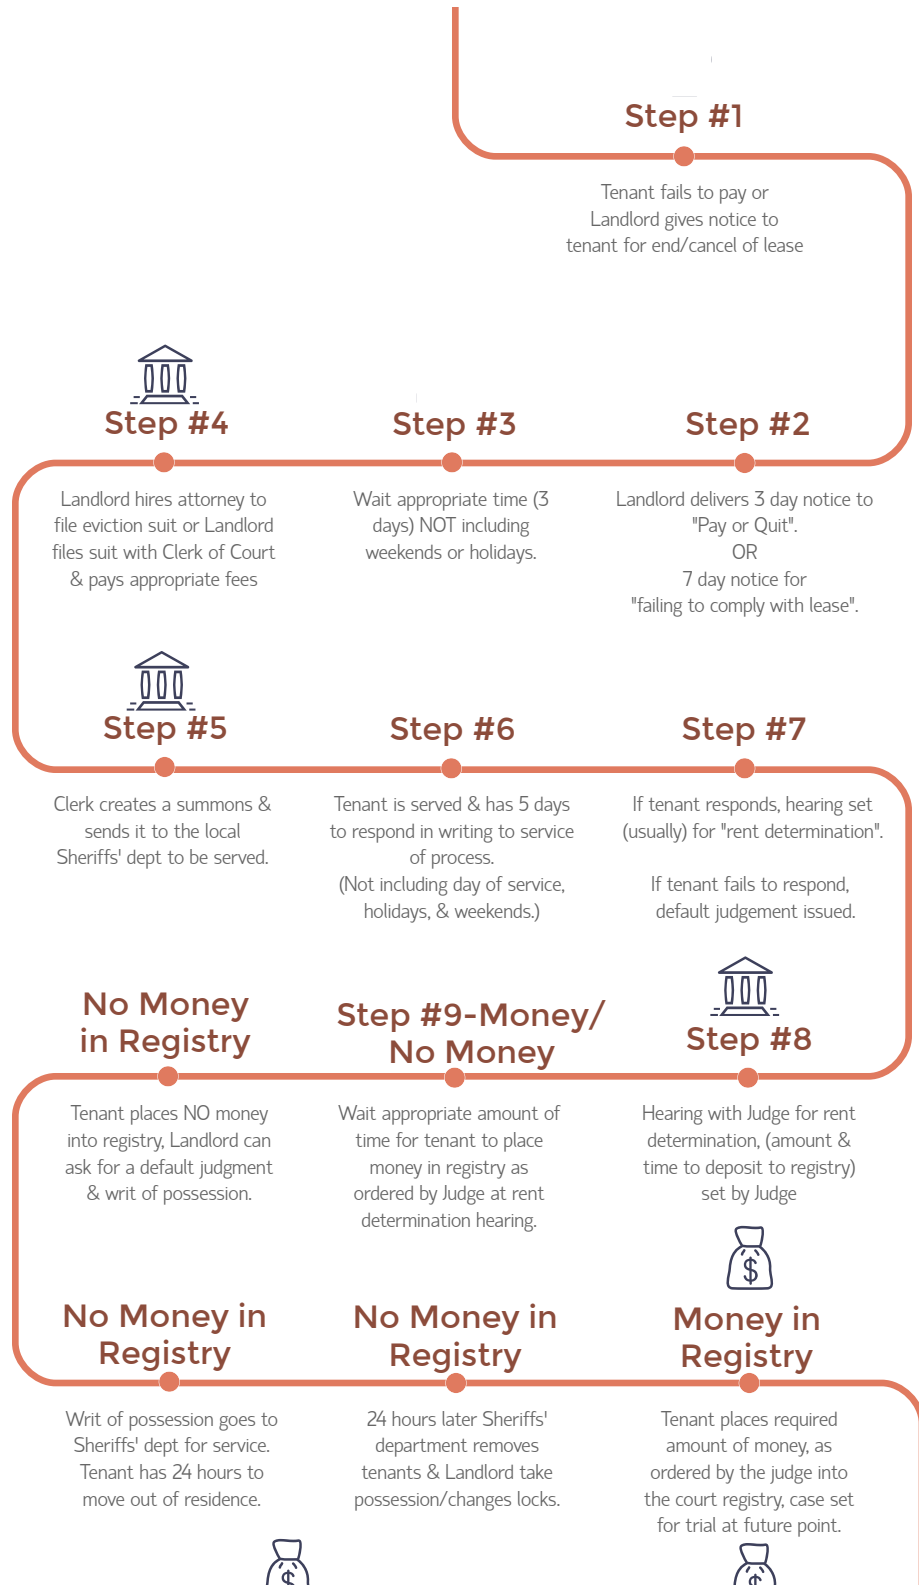 Step #1
Tenant fails to pay or
Landlord gives notice to
tenant for end/cancel of lease
Step #2
Landlord delivers 3 day notice to
"Pay or Quit".
OR
7 day notice for
"failing to comply with lease".
Step #3
Wait appropriate time (3
days) NOT including
weekends or holidays.
Step #4
Landlord hires attorney to
file eviction suit or Landlord
files suit with Clerk of Court
& pays appropriate fees
Step #5
Clerk creates a summons &
sends it to the local
Sheriffs' dept to be served.
Step #6
Tenant is served & has 5 days
to respond in writing to service
of process.
(Not including day of service,
holidays, & weekends.)
Step #7
If tenant responds, hearing set
(usually) for "rent determination".
If tenant fails to respond,
default judgement issued.
Step #8
Hearing with Judge for rent
determination, (amount &
time to deposit to registry)
set by Judge
Step #9-Money/
No Money
Wait appropriate amount of
time for tenant to place
money in registry as
ordered by Judge at rent
determination hearing.
No Money
in Registry
Tenant places NO money
into registry, Landlord can
ask for a default judgment
& writ of possession.
No Money in
Registry
Writ of possession goes to
Sheriffs' dept for service.
Tenant has 24 hours to
move out of residence.
No Money in
Registry
24 hours later Sheriffs'
department removes
tenants & Landlord take
possession/changes locks.
$
Money in
Registry
Tenant places required
amount of money, as
ordered by the judge into
the court registry, case set
for trial at future point.
$
$